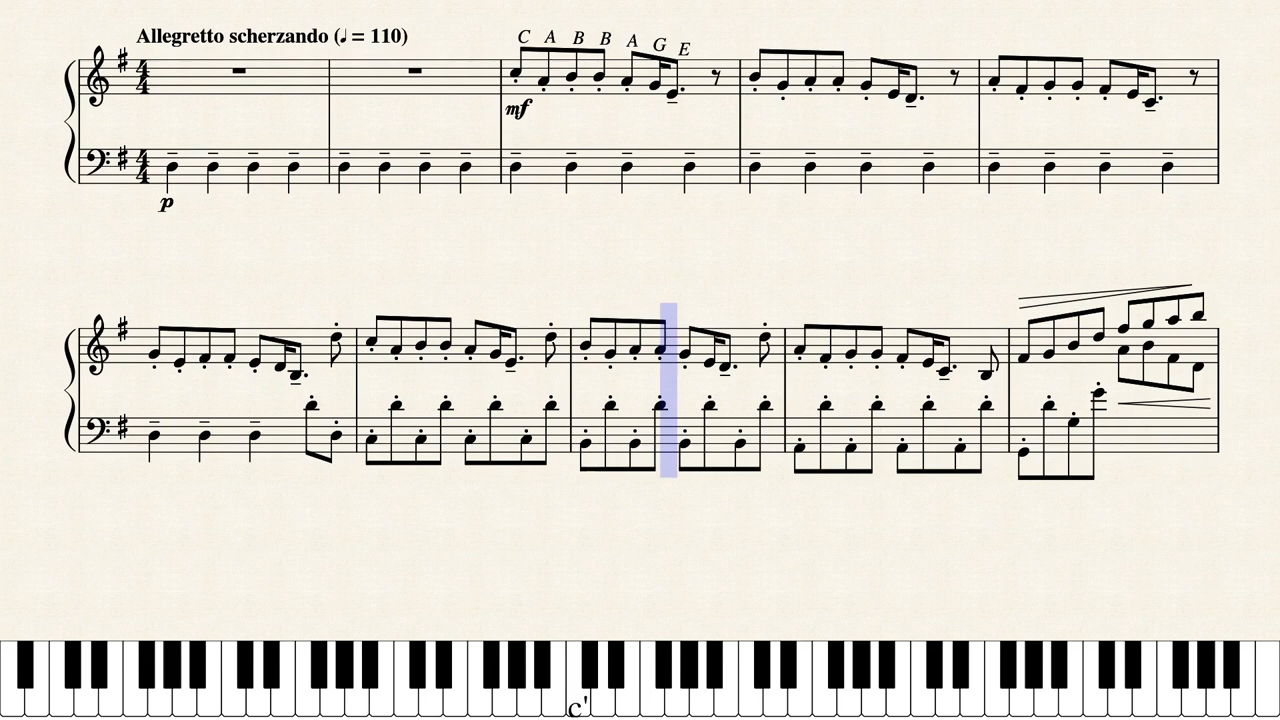 Allegretto scherzando (♩ = 110)
C A B B A G E
mf
p
c'